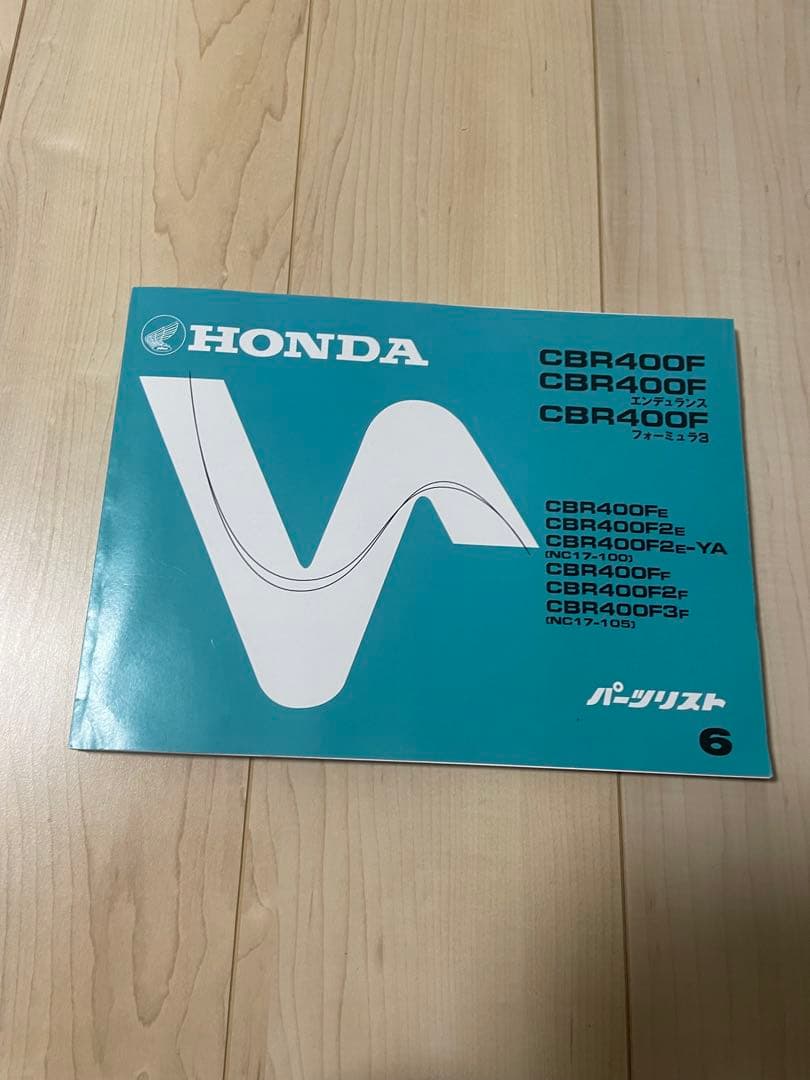 HONDA
CBR400F
CBR400F
エンデュランス
CBR400F
フォーミュラ3
CBR400FE
CBR400F2E
CBR400F2E-YA
(NC17-100)
CBR400FF
CBR400F2F
CBR400F3F
(NC17-105)
パーツリスト
6